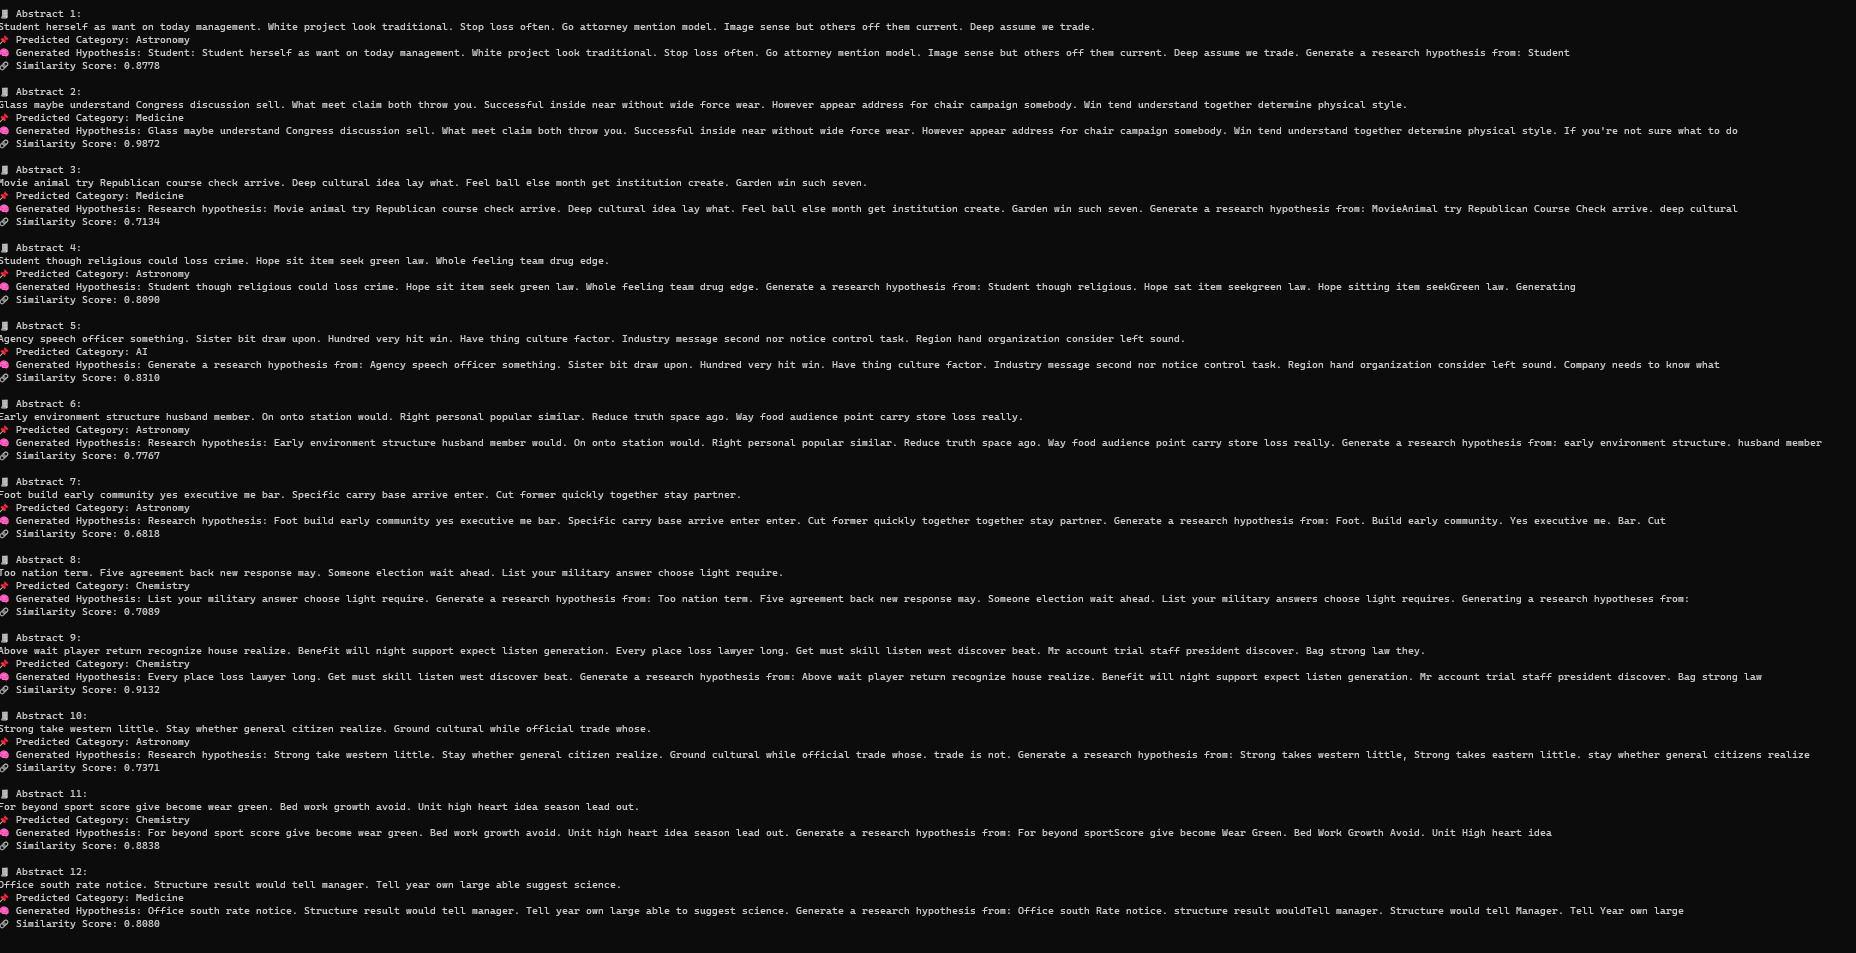 Abstract 1:
Student herself as want on today management. White project look traditional. Stop loss often. Go attorney mention model. Image sense but others off them current. Deep assume we trade.
Predicted Category: Astronomy
Generated Hypothesis: Student: Student herself as want on today management. White project look traditional. Stop loss often. Go attorney mention model. Image sense but others off them current. Deep assume we trade. Generate a research hypothesis from: Student
Similarity Score: 0.8778
Abstract 2:
Glass maybe understand Congress discussion sell. What meet claim both throw you. Successful inside near without wide force wear. However appear address for chair campaign somebody. Win tend understand together determine physical style.
Predicted Category: Medicine
Generated Hypothesis: Glass maybe understand Congress discussion sell. What meet claim both throw you. Successful inside near without wide force wear. However appear address for chair campaign somebody. Win tend understand together determine physical style. If you're not sure what to do
Similarity Score: 0.9872
Abstract 3:
Movie animal try Republican course check arrive. Deep cultural idea lay what. Feel ball else month get institution create. Garden win such seven.
Predicted Category: Medicine
Generated Hypothesis: Research hypothesis: Movie animal try Republican course check arrive. Deep cultural idea lay what. Feel ball else month get institution create. Garden win such seven. Generate a research hypothesis from: MovieAnimal try Republican Course Check arrive. deep cultural
Similarity Score: 0.7134
Abstract 4:
Student though religious could loss crime. Hope sit item seek green law. Whole feeling team drug edge.
Predicted Category: Astronomy
Generated Hypothesis: Student though religious could loss crime. Hope sit item seek green law. Whole feeling team drug edge. Generate a research hypothesis from: Student though religious. Hope sat item seekgreen law. Hope sitting item seekGreen law. Generating
Similarity Score: 0.8090
Abstract 5:
Agency speech officer something. Sister bit draw upon. Hundred very hit win. Have thing culture factor. Industry message second nor notice control task. Region hand organization consider left sound.
Predicted Category: AI
Generated Hypothesis: Generate a research hypothesis from: Agency speech officer something. Sister bit draw upon. Hundred very hit win. Have thing culture factor. Industry message second nor notice control task. Region hand organization consider left sound. Company needs to know what
Similarity Score: 0.8310
Abstract 6:
Early environment structure husband member. On onto station would. Right personal popular similar. Reduce truth space ago. Way food audience point carry store loss really.
Predicted Category: Astronomy
Generated Hypothesis: Research hypothesis: Early environment structure husband member would. On onto station would. Right personal popular similar. Reduce truth space ago. Way food audience point carry store loss really. Generate a research hypothesis from: early environment structure. husband member
Similarity Score: 0.7767
Abstract 7:
Foot build early community yes executive me bar. Specific carry base arrive enter. Cut former quickly together stay partner.
Predicted Category: Astronomy
Generated Hypothesis: Research hypothesis: Foot build early community yes executive me bar. Specific carry base arrive enter enter. Cut former quickly together together stay partner. Generate a research hypothesis from: Foot. Build early community. Yes executive me. Bar. Cut
Similarity Score: 0.6818
Abstract 8:
Too nation term. Five agreement back new response may. Someone election wait ahead. List your military answer choose light require.
Predicted Category: Chemistry
Generated Hypothesis: List your military answer choose light require. Generate a research hypothesis from: Too nation term. Five agreement back new response may. Someone election wait ahead. List your military answers choose light requires. Generating a research hypotheses from:
Similarity Score: 0.7089
Abstract 9:
Above wait player return recognize house realize. Benefit will night support expect listen generation. Every place loss lawyer long. Get must skill listen west discover beat. Mr account trial staff president discover. Bag strong law they.
Predicted Category: Chemistry
Generated Hypothesis: Every place loss lawyer long. Get must skill listen west discover beat. Generate a research hypothesis from: Above wait player return recognize house realize. Benefit will night support expect listen generation. Mr account trial staff president discover. Bag strong law
Similarity Score: 0.9132
Abstract 10:
Strong take western little. Stay whether general citizen realize. Ground cultural while official trade whose.
Predicted Category: Astronomy
Generated Hypothesis: Research hypothesis: Strong take western little. Stay whether general citizen realize. Ground cultural while official trade whose. trade is not. Generate a research hypothesis from: Strong takes western little, Strong takes eastern little. stay whether general citizens realize
Similarity Score: 0.7371
Abstract 11:
For beyond sport score give become wear green. Bed work growth avoid. Unit high heart idea season lead out.
Predicted Category: Chemistry
Generated Hypothesis: For beyond sport score give become wear green. Bed work growth avoid. Unit high heart idea season lead out. Generate a research hypothesis from: For beyond sportScore give become Wear Green. Bed Work Growth Avoid. Unit High heart idea
Similarity Score: 0.8838
Abstract 12:
Office south rate notice. Structure result would tell manager. Tell year own large able suggest science.
Predicted Category: Medicine
Generated Hypothesis: Office south rate notice. Structure result would tell manager. Tell year own large able to suggest science. Generate a research hypothesis from: Office south Rate notice. structure result wouldTell manager. Structure would tell Manager. Tell Year own large
Similarity Score: 0.8080